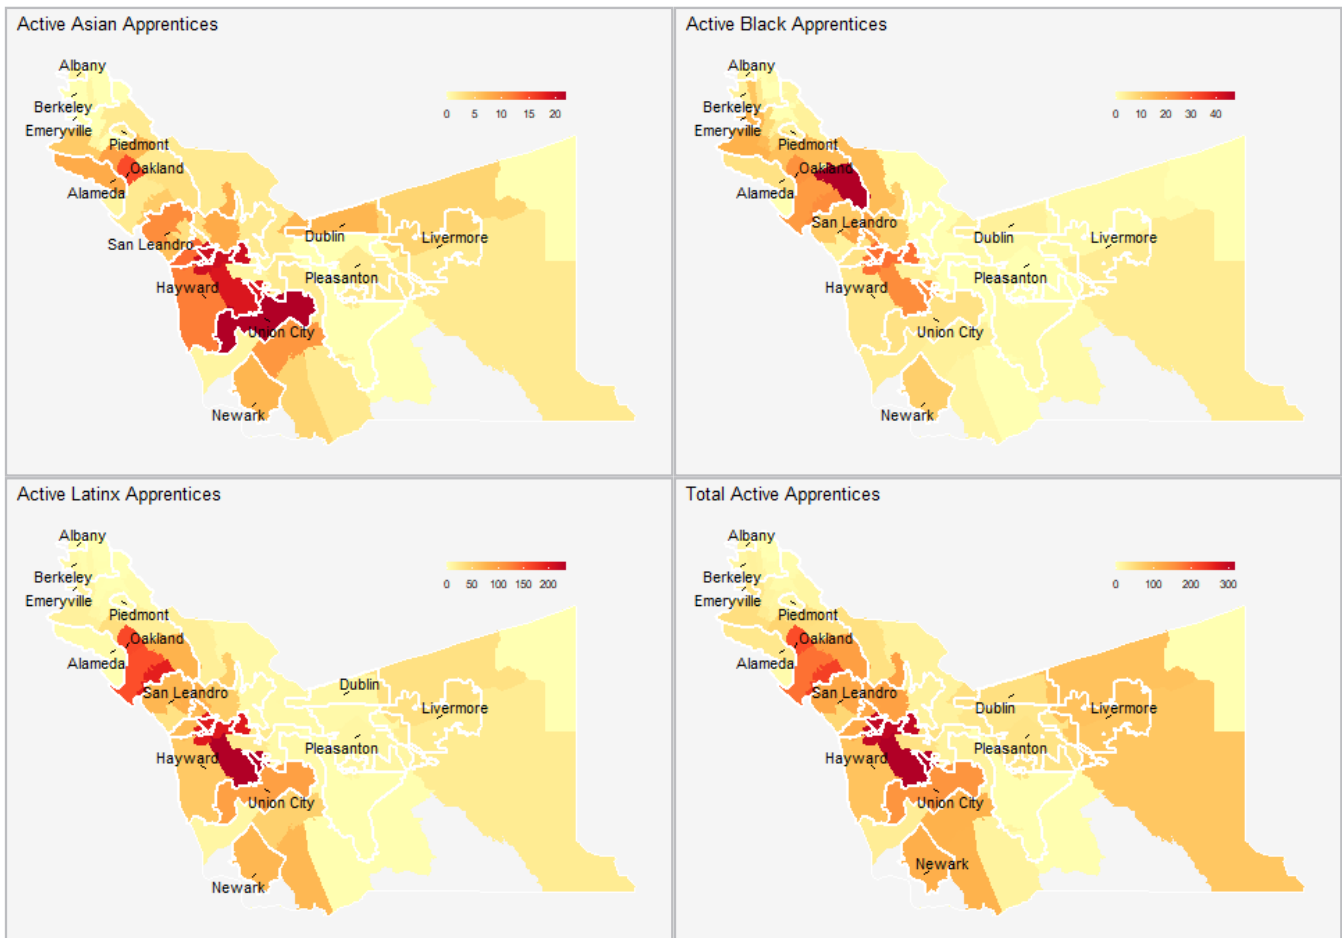 Active Asian Apprentices
Albany
Berkeley
Emeryville
Piedmont
Oakland
Alameda
San Leandro
Dublin
Livermore
Pleasanton
Hayward
Union City
Newark
0 5 10 15 20
Active Black Apprentices
Albany
Berkeley
Emeryville
Piedmont
Oakland
Alameda
San Leandro
Dublin
Livermore
Pleasanton
Hayward
Union City
Newark
0 10 20 30 40
Active Latinx Apprentices
Albany
Berkeley
Emeryville
Piedmont
Oakland
Alameda
San Leandro
Dublin
Livermore
Pleasanton
Hayward
Union City
Newark
0 50 100 150 200
Total Active Apprentices
Albany
Berkeley
Emeryville
Piedmont
Oakland
Alameda
San Leandro
Dublin
Livermore
Pleasanton
Hayward
Union City
Newark
0 100 200 300